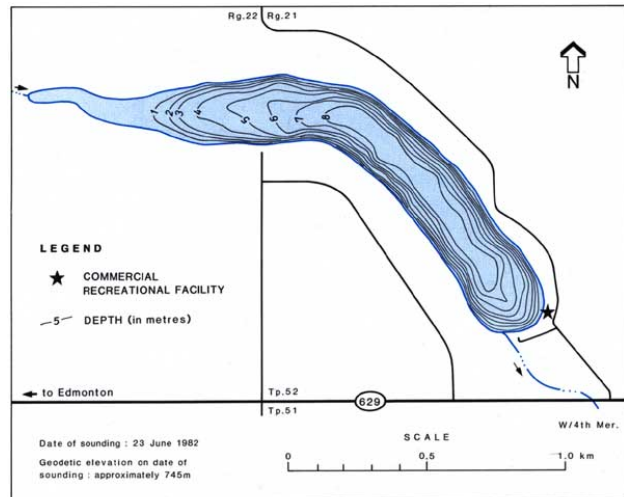 Rg.22 Rg.21
N
1 2 3 4 5 6 7 8
LEGEND
COMMERCIAL
RECREATIONAL FACILITY
5 DEPTH (in metres)
to Edmonton
Tp.52
629
Tp.51
W/4th Mer.
Date of sounding : 23 June 1982
Geodetic elevation on date of
sounding : approximately 745m
SCALE
0 0.5 1.0 km